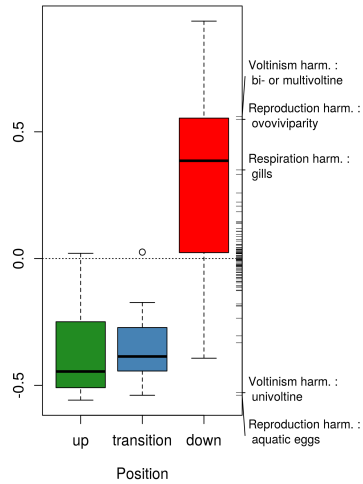 Voltinism harm. :
bi- or multivoltine
Reproduction harm. :
ovoviviparity
Respiration harm. :
gills
Voltinism harm. :
univoltine
Reproduction harm. :
aquatic eggs
0.5
0.0
-0.5
up transition down
Position